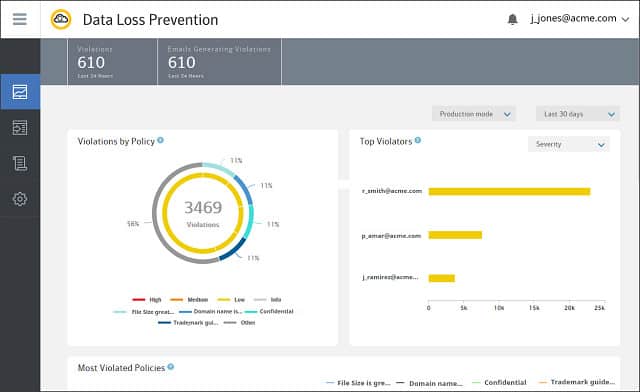 Data Loss Prevention
j_jones@acme.com
Violations
610
Last 24 Hours
Emails Generating Violations
610
Last 24 Hours
Production mode
Last 30 days
Violations by Policy
11%
11%
11%
11%
56%
3469
Violations
High Medium Low Info
File Size great... Domain name is... Confidential
Trademark gui... Other
Top Violators
Severity
r_smith@acme.com
p_amar@acme.com
j_ramirez@acme...
0 5k 10k 15k 20k 25k
Most Violated Policies
File Size is gre... Domain name... Confidential Trademark guide...